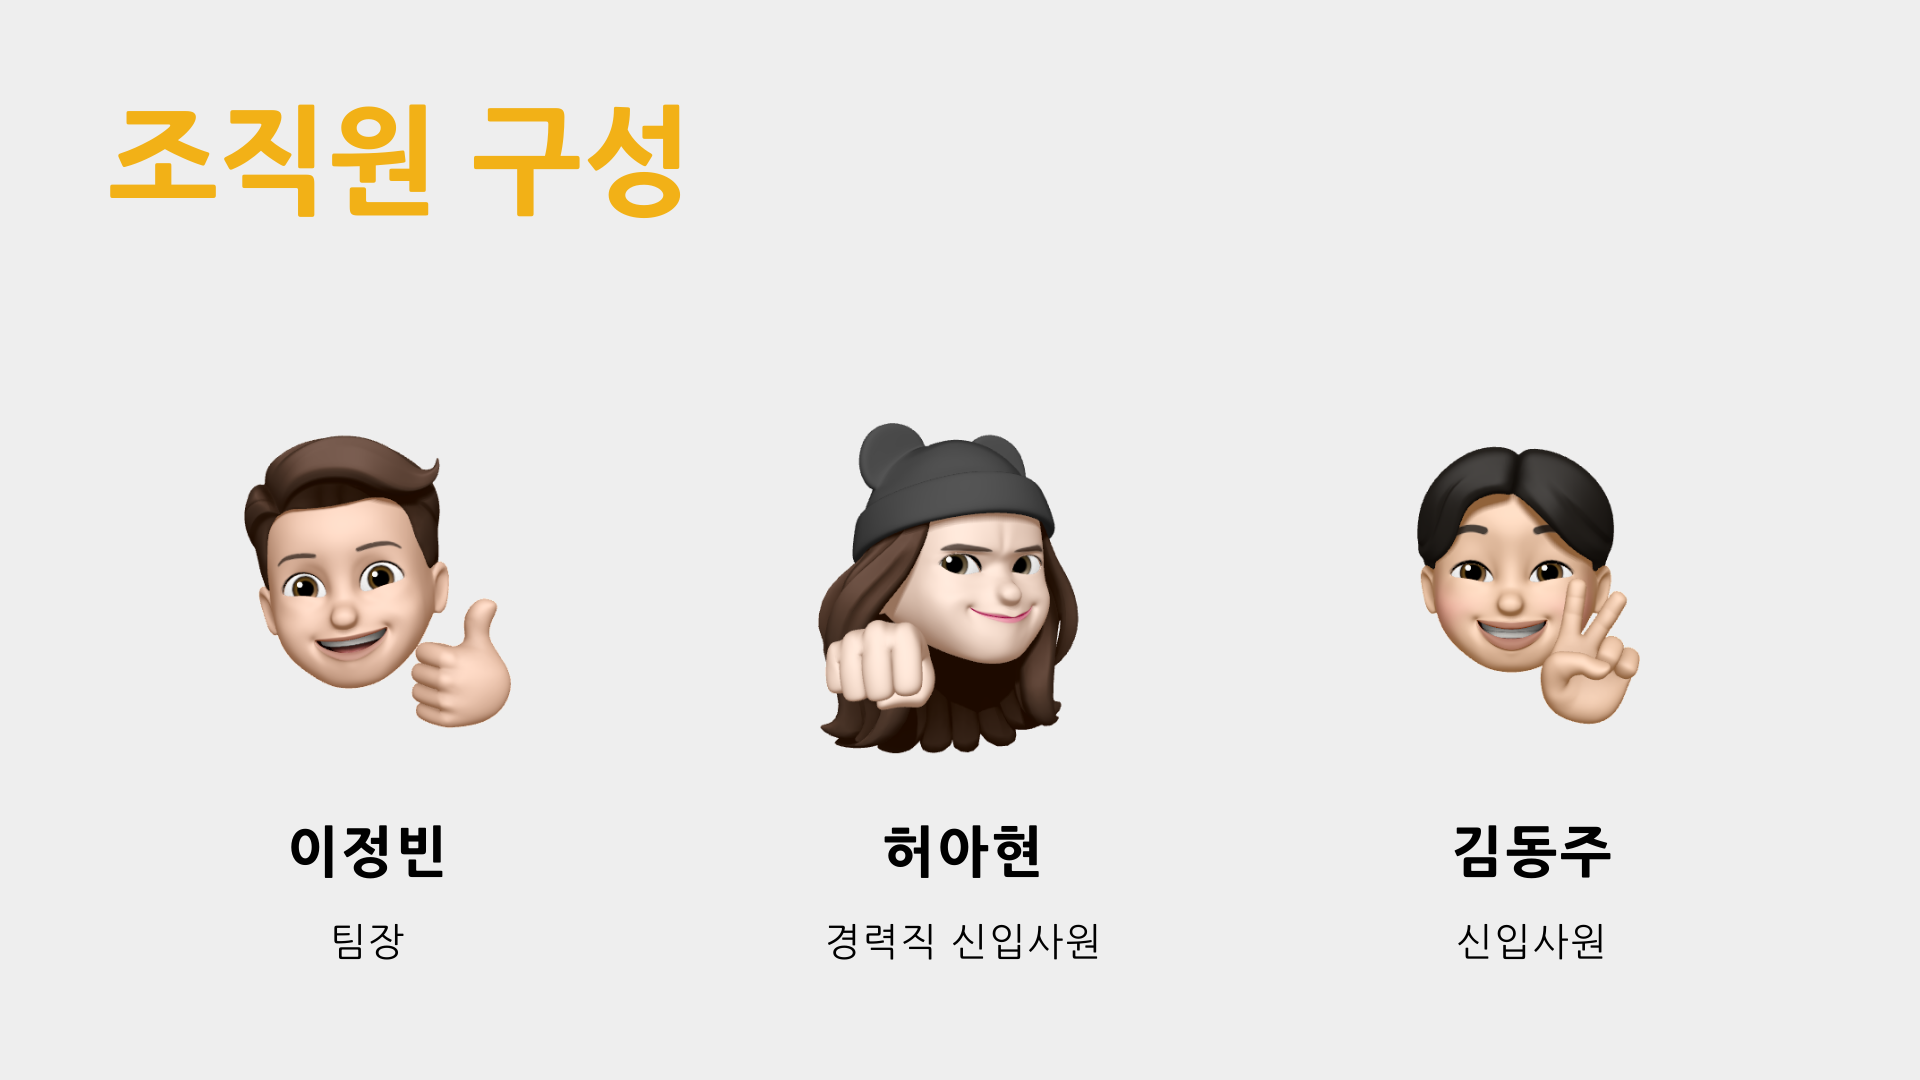 조직원 구성
이정빈
팀장
허아현
경력직 신입사원
김동주
신입사원